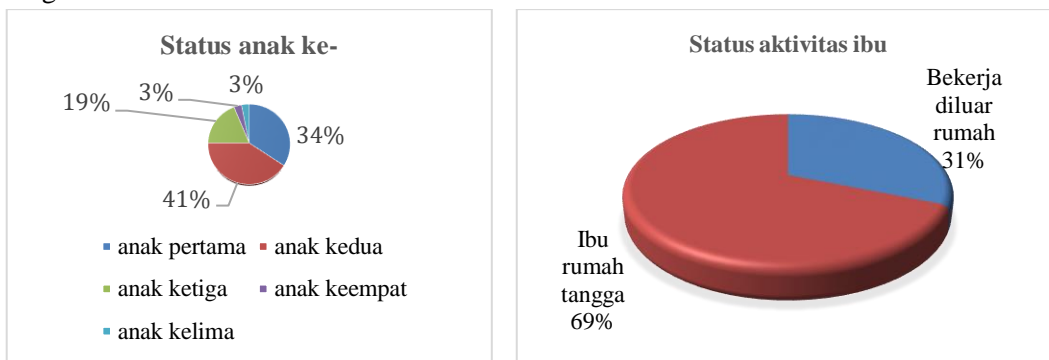 Status anak ke-
3%
3%
19%
34%
41%
anak pertama
anak kedua
anak ketiga
anak keempat
anak kelima
Status aktivitas ibu
Bekerja
diluar
rumah
31%
Ibu
rumah
tangga
69%